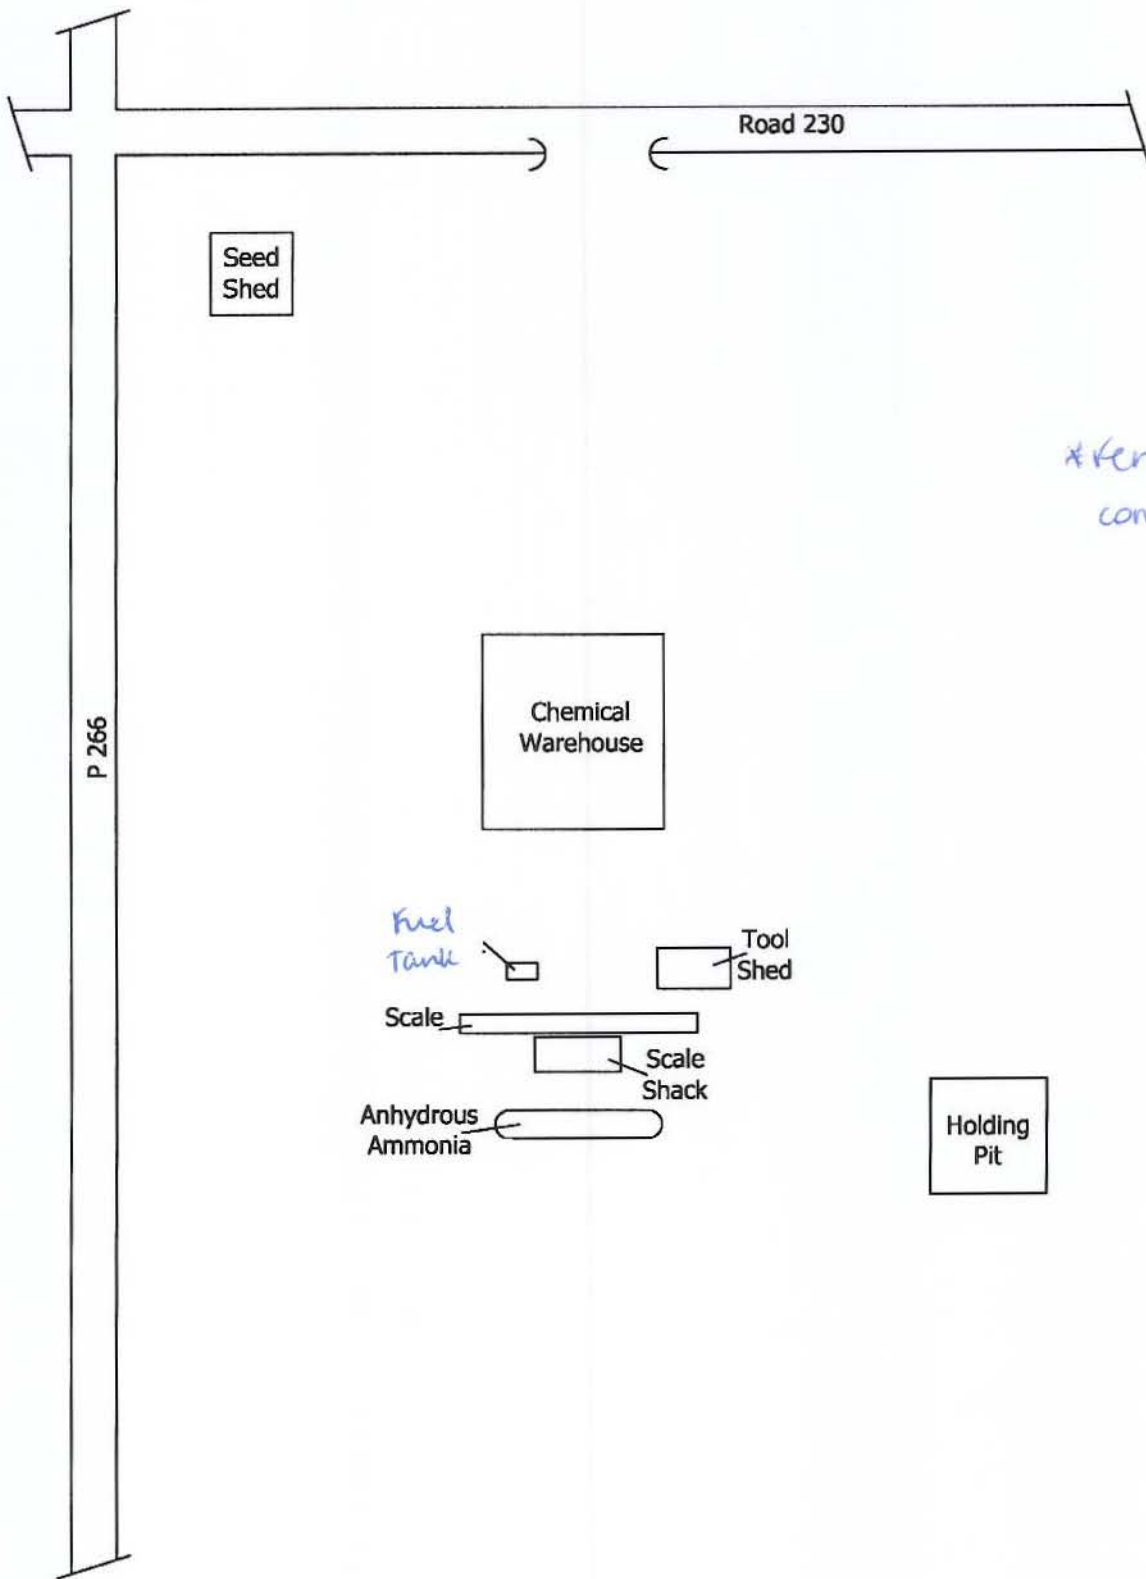 Road 230
Seed
Shed
Chemical
Warehouse
P 266
Fuel
Tank
Tool
Shed
Scale
Scale
Shack
Anhydrous
Ammonia
Holding
Pit